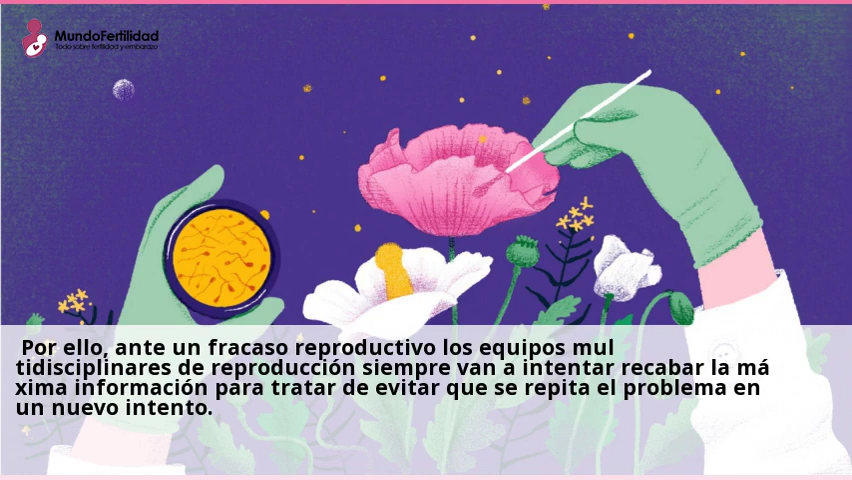 MundoFertilidad
Todo sobre fertilidad y embarazo
Por ello, ante un fracaso reproductivo los equipos mul
tidisciplinares de reproducción siempre van a intentar recabar la má
xima información para tratar de evitar que se repita el problema en
un nuevo intento.